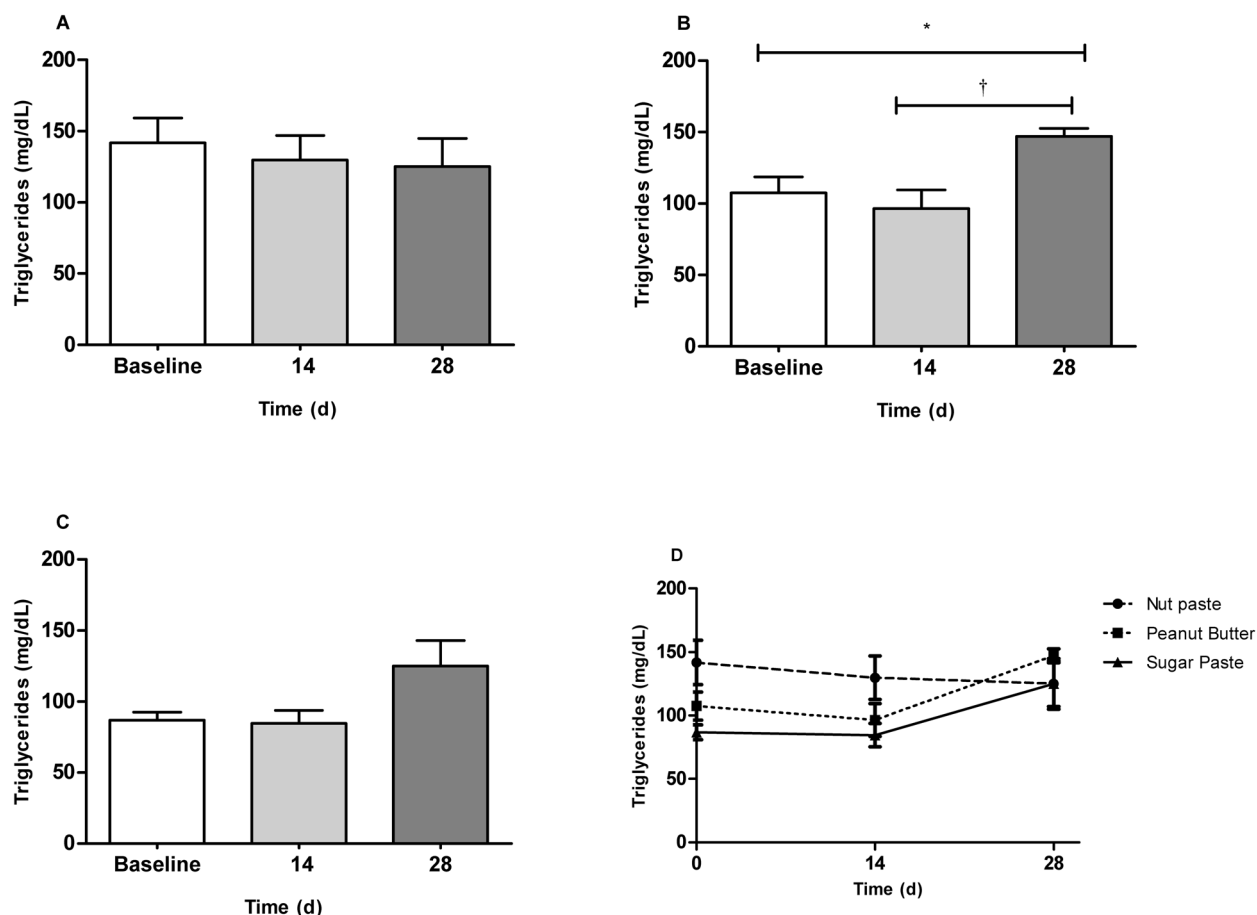 A
Triglycerides (mg/dL)
200
150
100
50
0
Baseline 14 28
Time (d)
B
*
†
Triglycerides (mg/dL)
200
150
100
50
0
Baseline 14 28
Time (d)
C
Triglycerides (mg/dL)
200
150
100
50
0
Baseline 14 28
Time (d)
D
Triglycerides (mg/dL)
200
150
100
50
0
0 14 28
Time (d)
Nut paste
Peanut Butter
Sugar Paste